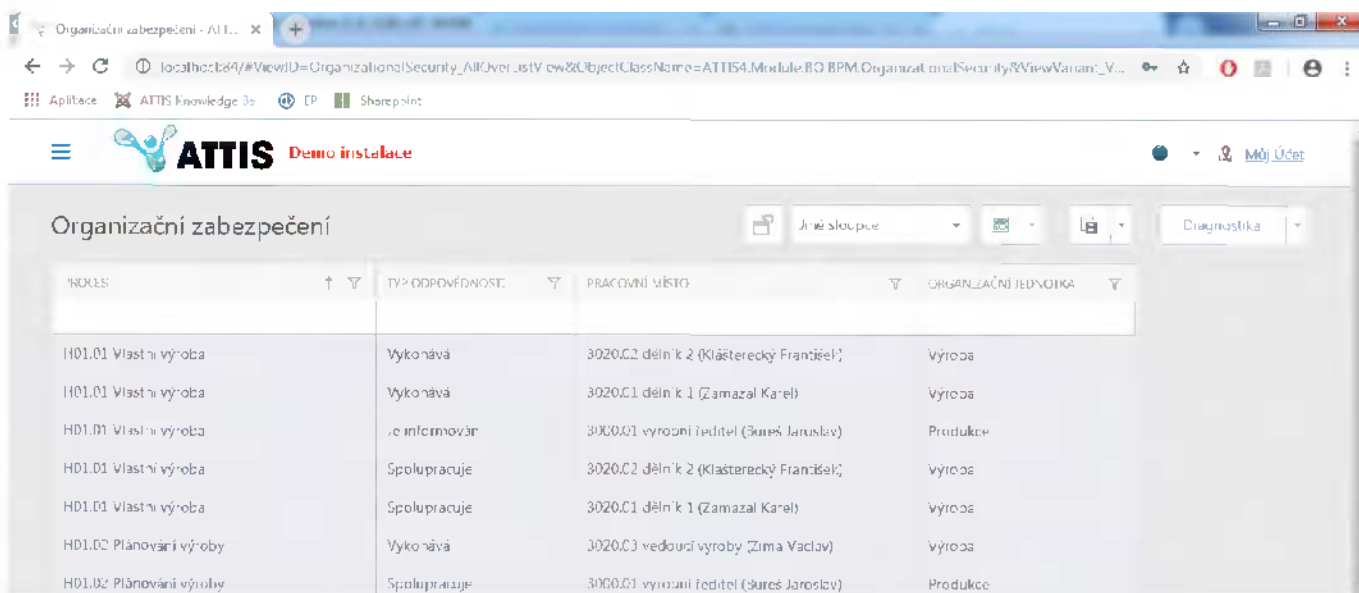 Organizační zabezpečení - ATT...
localhost:84/#ViewID=OrganizationalSecurity_AllOverListView&ObjectClassName=ATTIS4.Module.BO.BPM.OrganizationalSecurity&ViewVariant_V...
Aplikace ATTIS Knowledge EP Sharepoint
ATTIS Demo instalace Můj Účet
Organizační zabezpečení Jiné sloupce Diagnostika
PROCES TYP ODPOVĚDNOSTI PRACOVNÍ MÍSTO ORGANIZAČNÍ JEDNOTKA
H01.01 Vlastní výroba Vykonává 3020.02 dělník 2 (Klášterecký František) Výroba
H01.01 Vlastní výroba Vykonává 3020.01 dělník 1 (Zamazal Karel) Výroba
H01.01 Vlastní výroba Je informován 3000.01 výrobní ředitel (Bureš Jaroslav) Produkce
H01.01 Vlastní výroba Spolupracuje 3020.02 dělník 2 (Klášterecký František) Výroba
H01.01 Vlastní výroba Spolupracuje 3020.01 dělník 1 (Zamazal Karel) Výroba
H01.02 Plánování výroby Vykonává 3020.03 vedoucí výroby (Zima Václav) Výroba
H01.02 Plánování výroby Spolupracuje 3000.01 výrobní ředitel (Bureš Jaroslav) Produkce